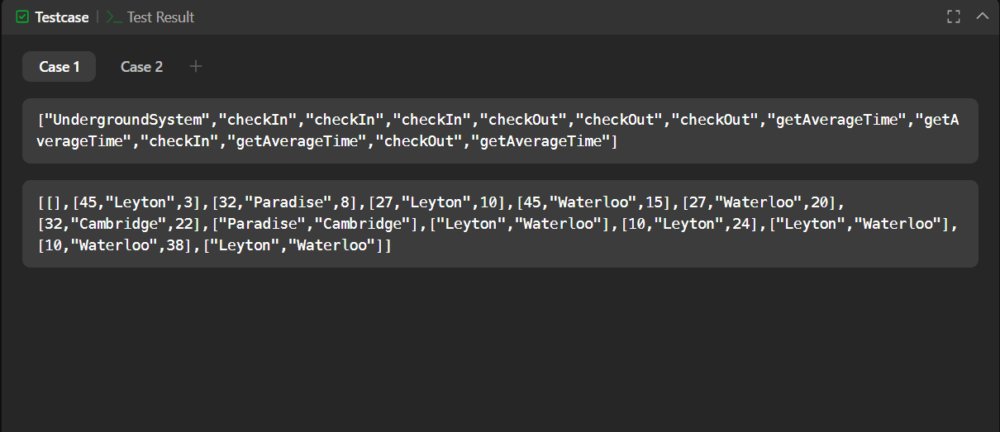 Testcase | >_ Test Result
Case 1 Case 2 +
["UndergroundSystem","checkIn","checkIn","checkIn","checkOut","checkOut","checkOut","getAverageTime","getA
verageTime","checkIn","getAverageTime","checkOut","getAverageTime"]
[[],[45,"Leyton",3],[32,"Paradise",8],[27,"Leyton",10],[45,"Waterloo",15],[27,"Waterloo",20],
[32,"Cambridge",22],["Paradise","Cambridge"],["Leyton","Waterloo"],[10,"Leyton",24],["Leyton","Waterloo"],
[10,"Waterloo",38],["Leyton","Waterloo"]]